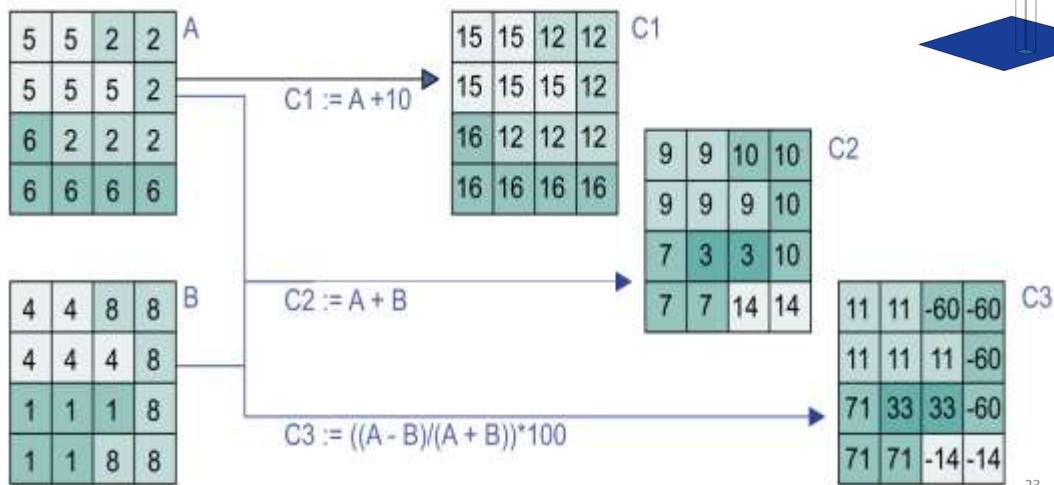 A
5 5 2 2
5 5 5 2
6 2 2 2
6 6 6 6
C1 := A +10
C1
15 15 12 12
15 15 15 12
16 12 12 12
16 16 16 16
C2
9 9 10 10
9 9 9 10
7 3 3 10
7 7 14 14
C2 := A + B
B
4 4 8 8
4 4 4 8
1 1 1 8
1 1 8 8
C3
11 11 -60 -60
11 11 11 -60
71 33 33 -60
71 71 -14 -14
C3 := ((A - B)/(A + B))*100
23